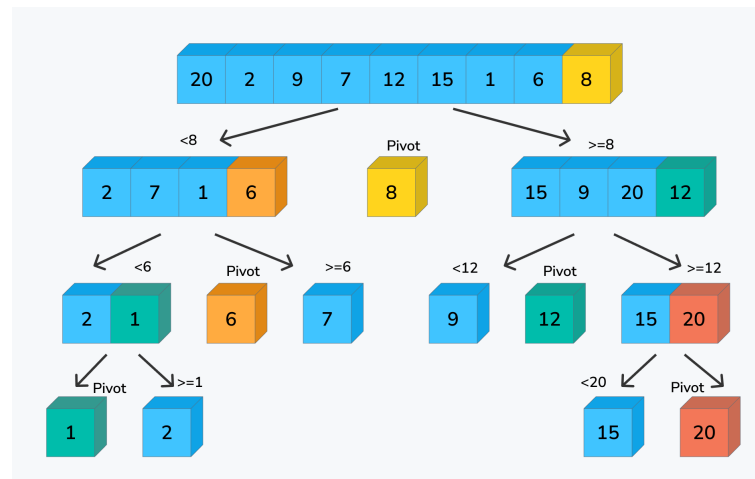 20 2 9 7 12 15 1 6 8
<8 Pivot >=8
2 7 1 6 8 15 9 20 12
<6 Pivot >=6 <12 Pivot >=12
2 1 6 7 9 12 15 20
Pivot >=1 <20 Pivot
1 2 15 20